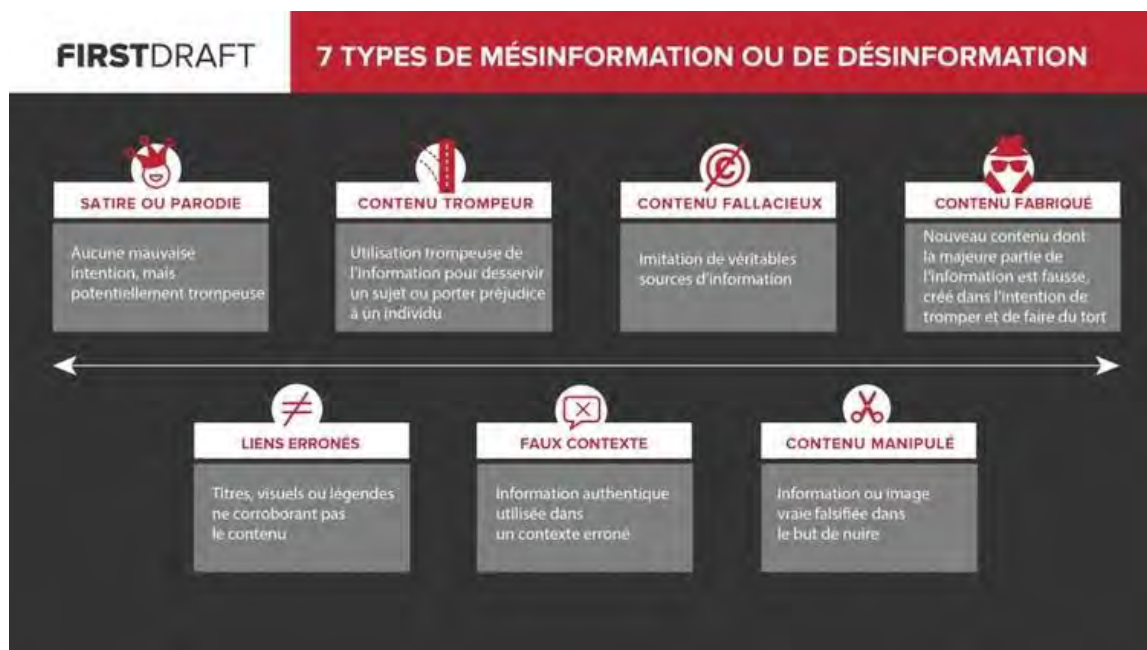 FIRSTDRAFT
7 TYPES DE MÉSINFORMATION OU DE DÉSINFORMATION
SATIRE OU PARODIE
Aucune mauvaise
intention, mais
potentiellement trompeuse
CONTENU TROMPEUR
Utilisation trompeuse de
l'information pour desservir
un sujet ou porter préjudice
à un individu
CONTENU FALLACIEUX
Imitation de véritables
sources d'information
CONTENU FABRIQUÉ
Nouveau contenu dont
la majeure partie de
l'information est fausse,
créé dans l'intention de
tromper et de faire du tort
LIENS ERRONÉS
Titres, visuels ou légendes
ne corroborant pas
le contenu
FAUX CONTEXTE
Information authentique
utilisée dans
un contexte erroné
CONTENU MANIPULÉ
Information ou image
vraie falsifiée dans
le but de nuire